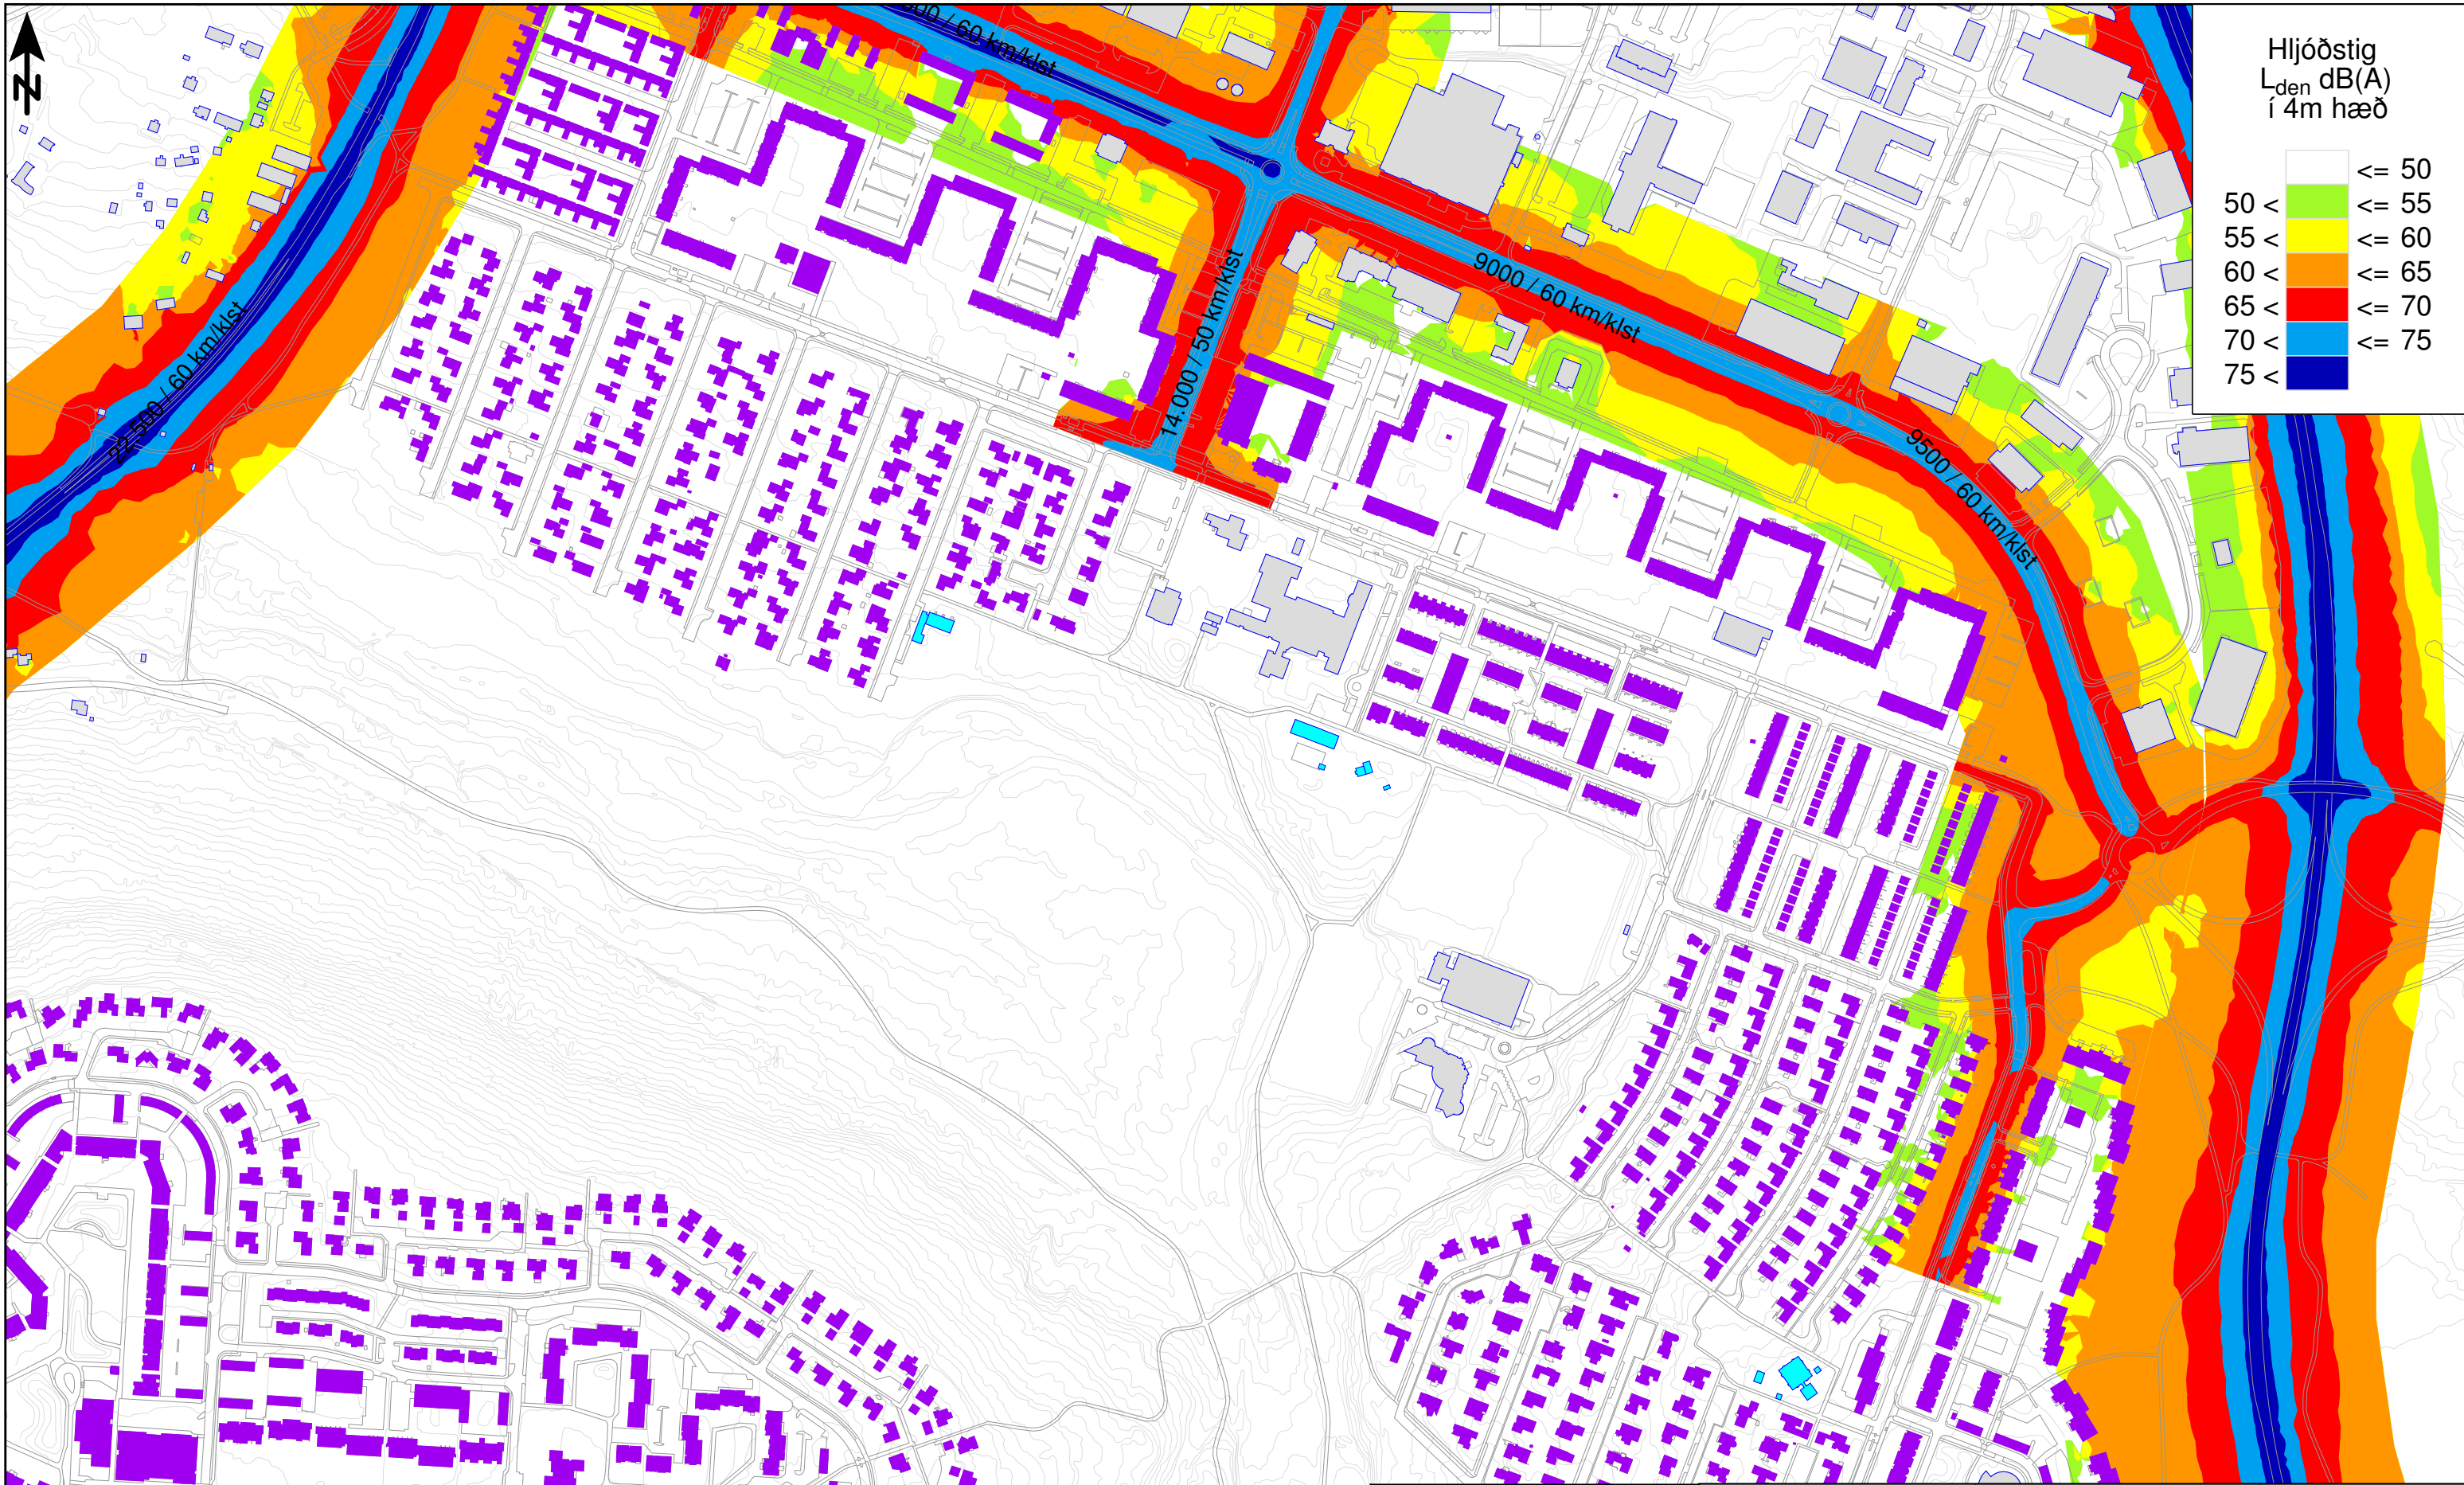 N
Hljóðstig
Lden dB(A)
í 4m hæð
<= 50
50 < <= 55
55 < <= 60
60 < <= 65
65 < <= 70
70 < <= 75
75 <
/ 60 km/klst
22.500 / 60 km/klst
14.000 / 50 km/klst
9000 / 60 km/klst
9500 / 60 km/klst